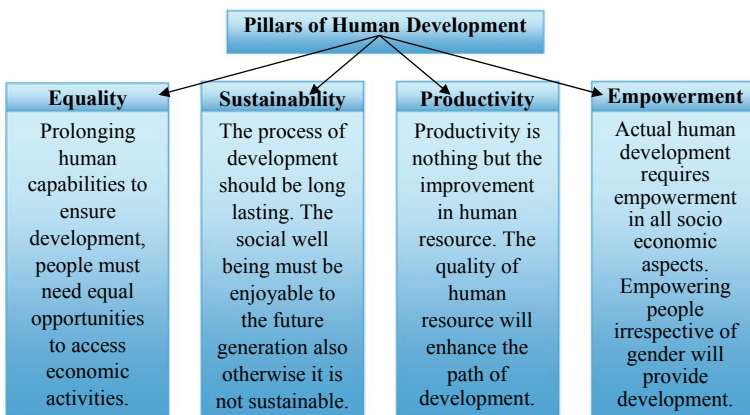 Pillars of Human Development
Equality
Prolonging
human
capabilities to
ensure
development,
people must
need equal
opportunities
to access
economic
activities.
Sustainability
The process of
development
should be long
lasting. The
social well
being must be
enjoyable to
the future
generation also
otherwise it is
not sustainable.
Productivity
Productivity is
nothing but the
improvement
in human
resource. The
quality of
human
resource will
enhance the
path of
development.
Empowerment
Actual human
development
requires
empowerment
in all socio
economic
aspects.
Empowering
people
irrespective of
gender will
provide
development.